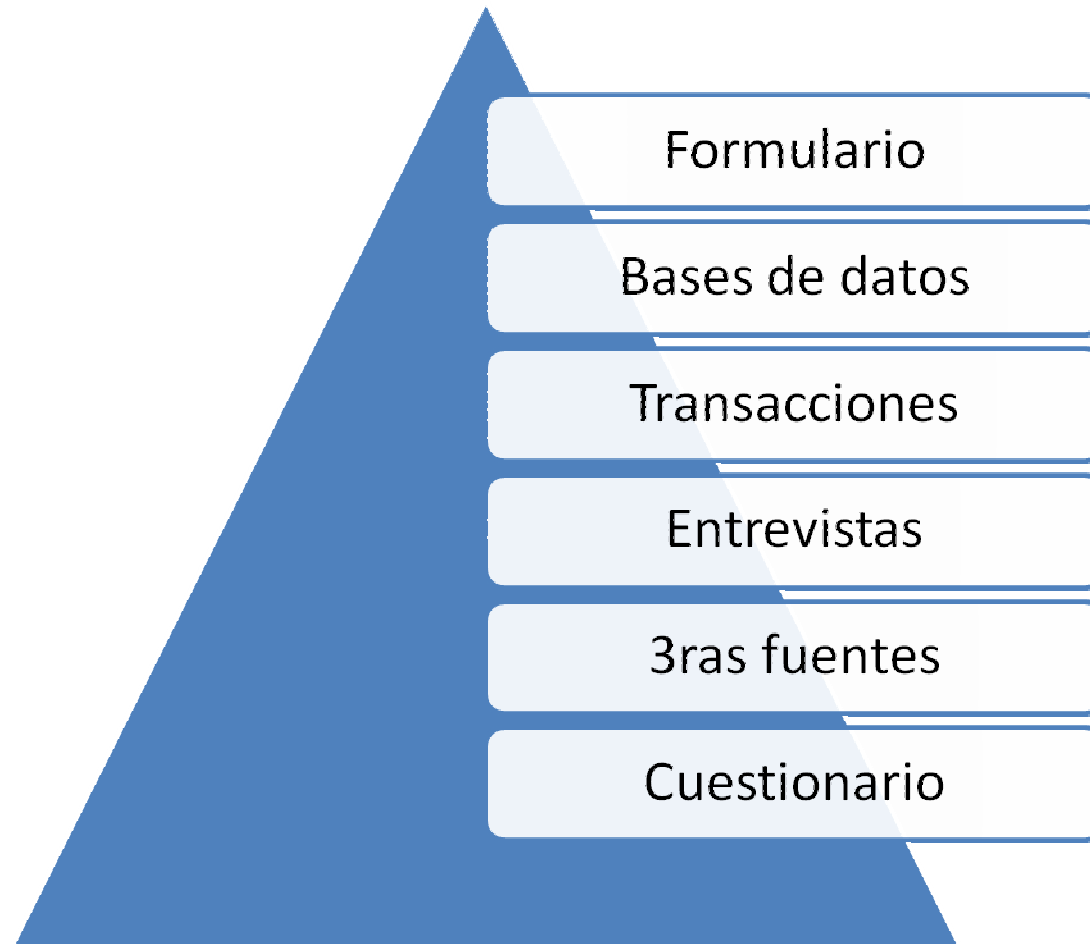 Formulario
Bases de datos
Transacciones
Entrevistas
3ras fuentes
Cuestionario